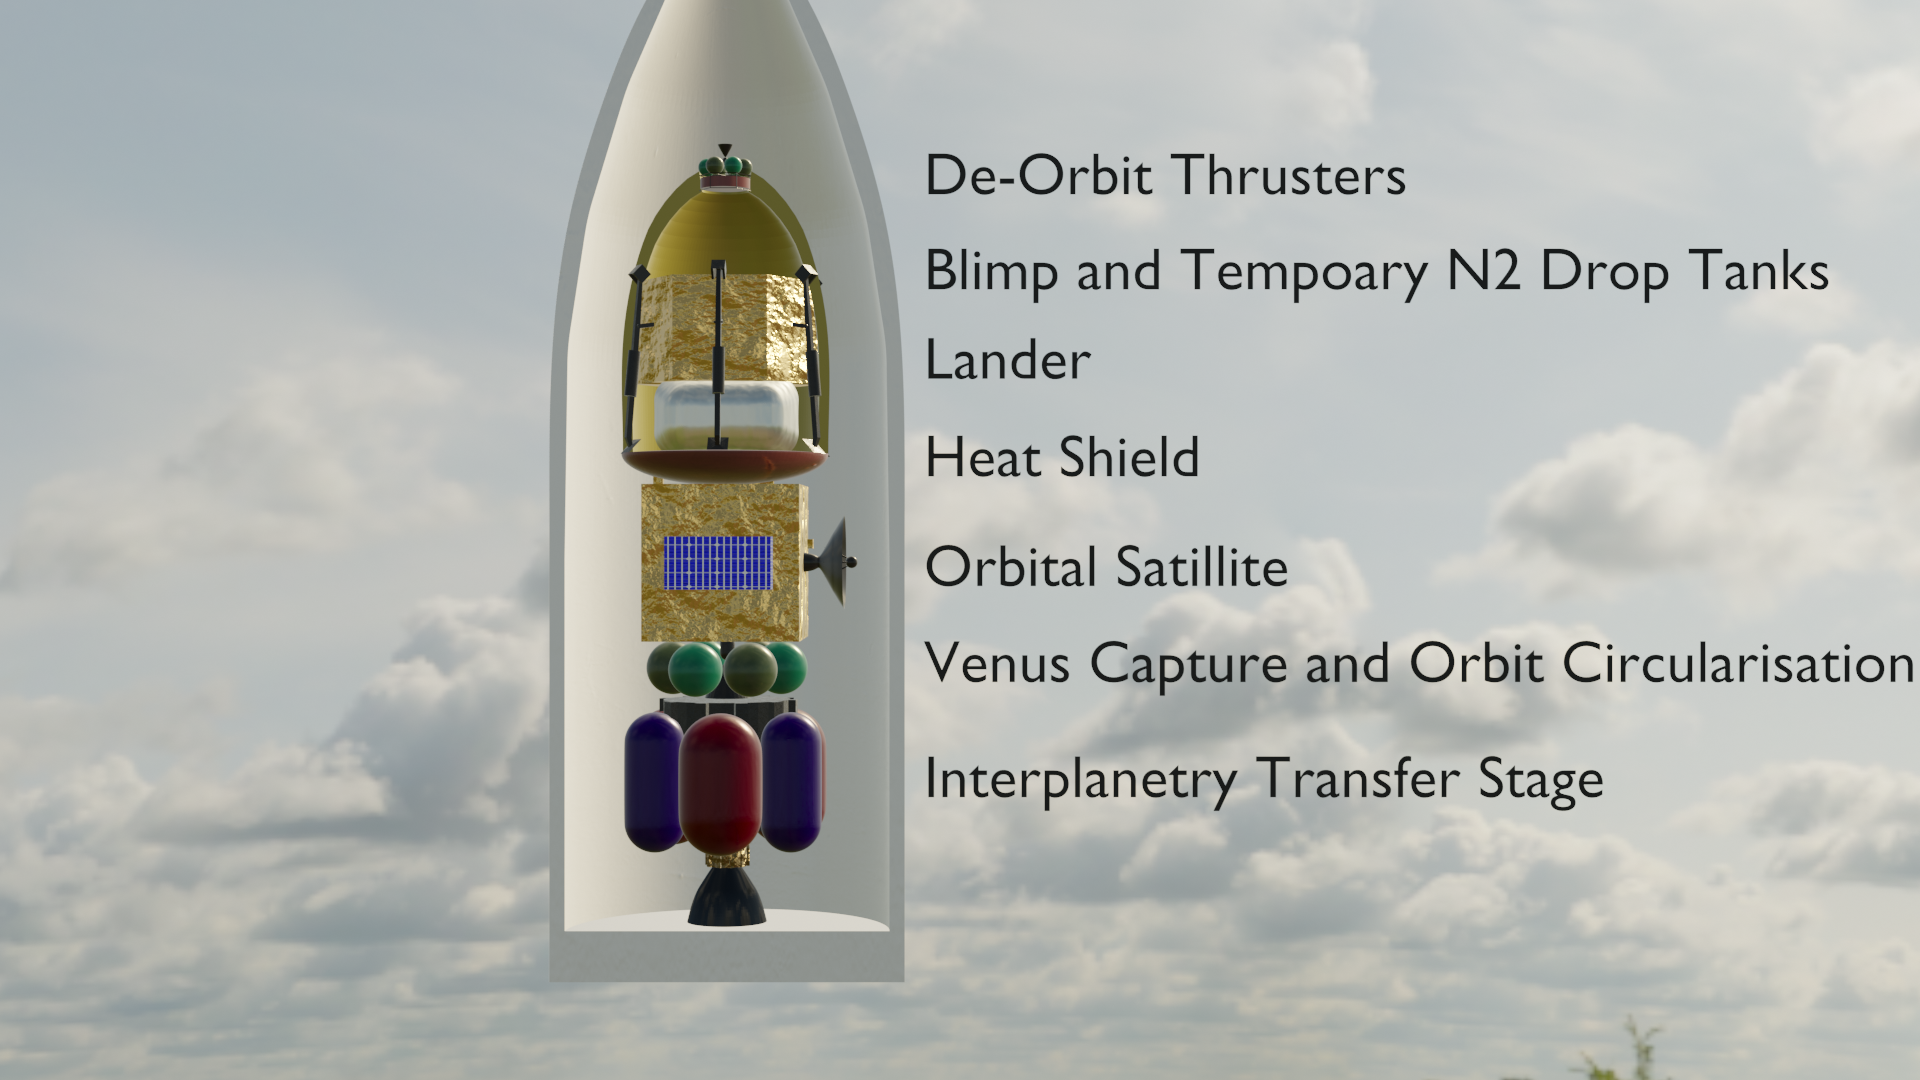 De-Orbit Thrusters
Blimp and Tempoary N2 Drop Tanks
Lander
Heat Shield
Orbital Satillite
Venus Capture and Orbit Circularisation
Interplanetry Transfer Stage